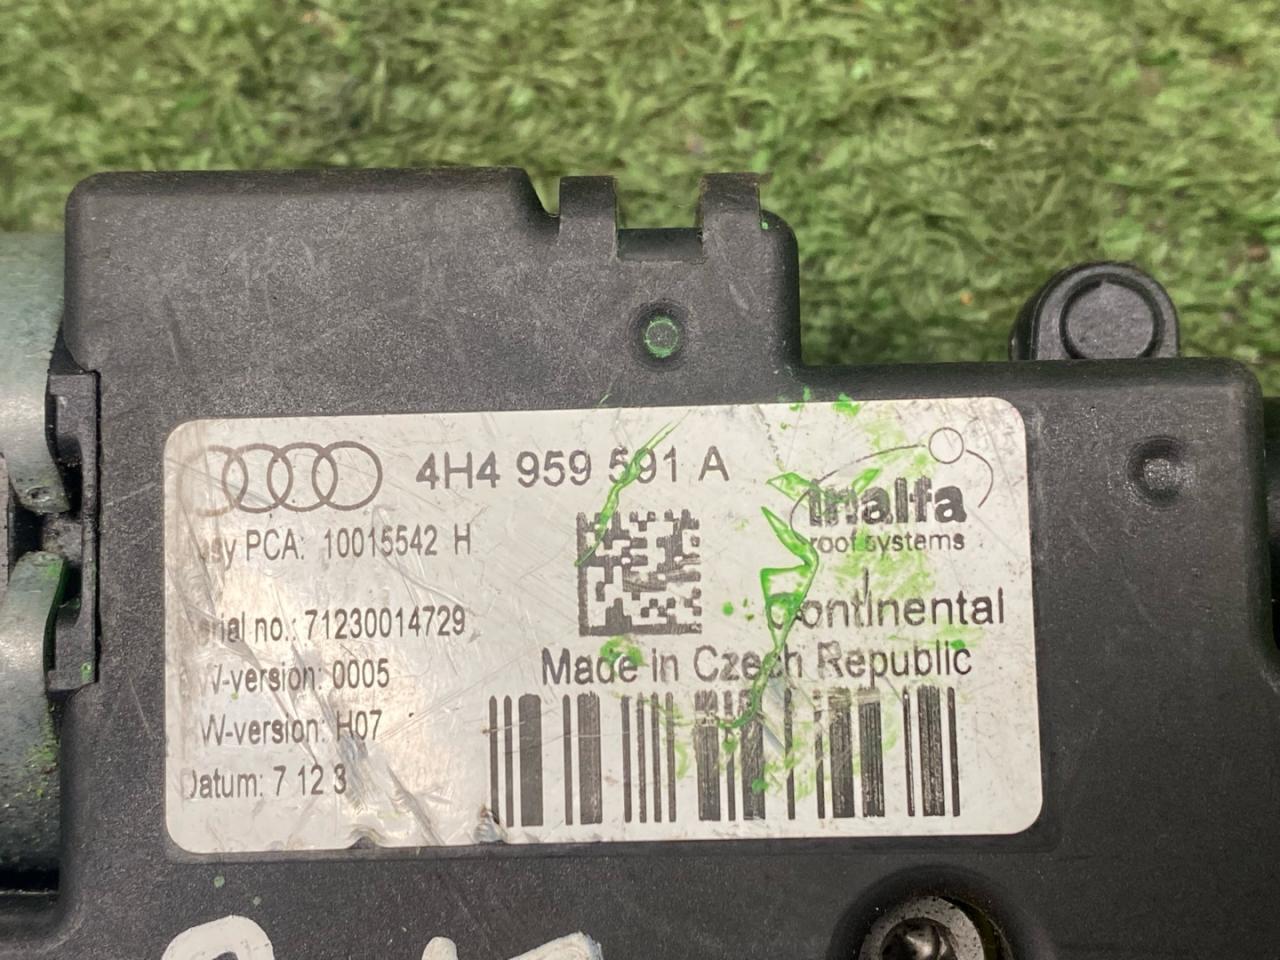 4H4 959 591 A
inalfa
roof systems
PCA: 10015542 H
no.: 71230014729
Continental
Made in Czech Republic
W-version: 0005
W-version: H07
Datum: 7 12 3